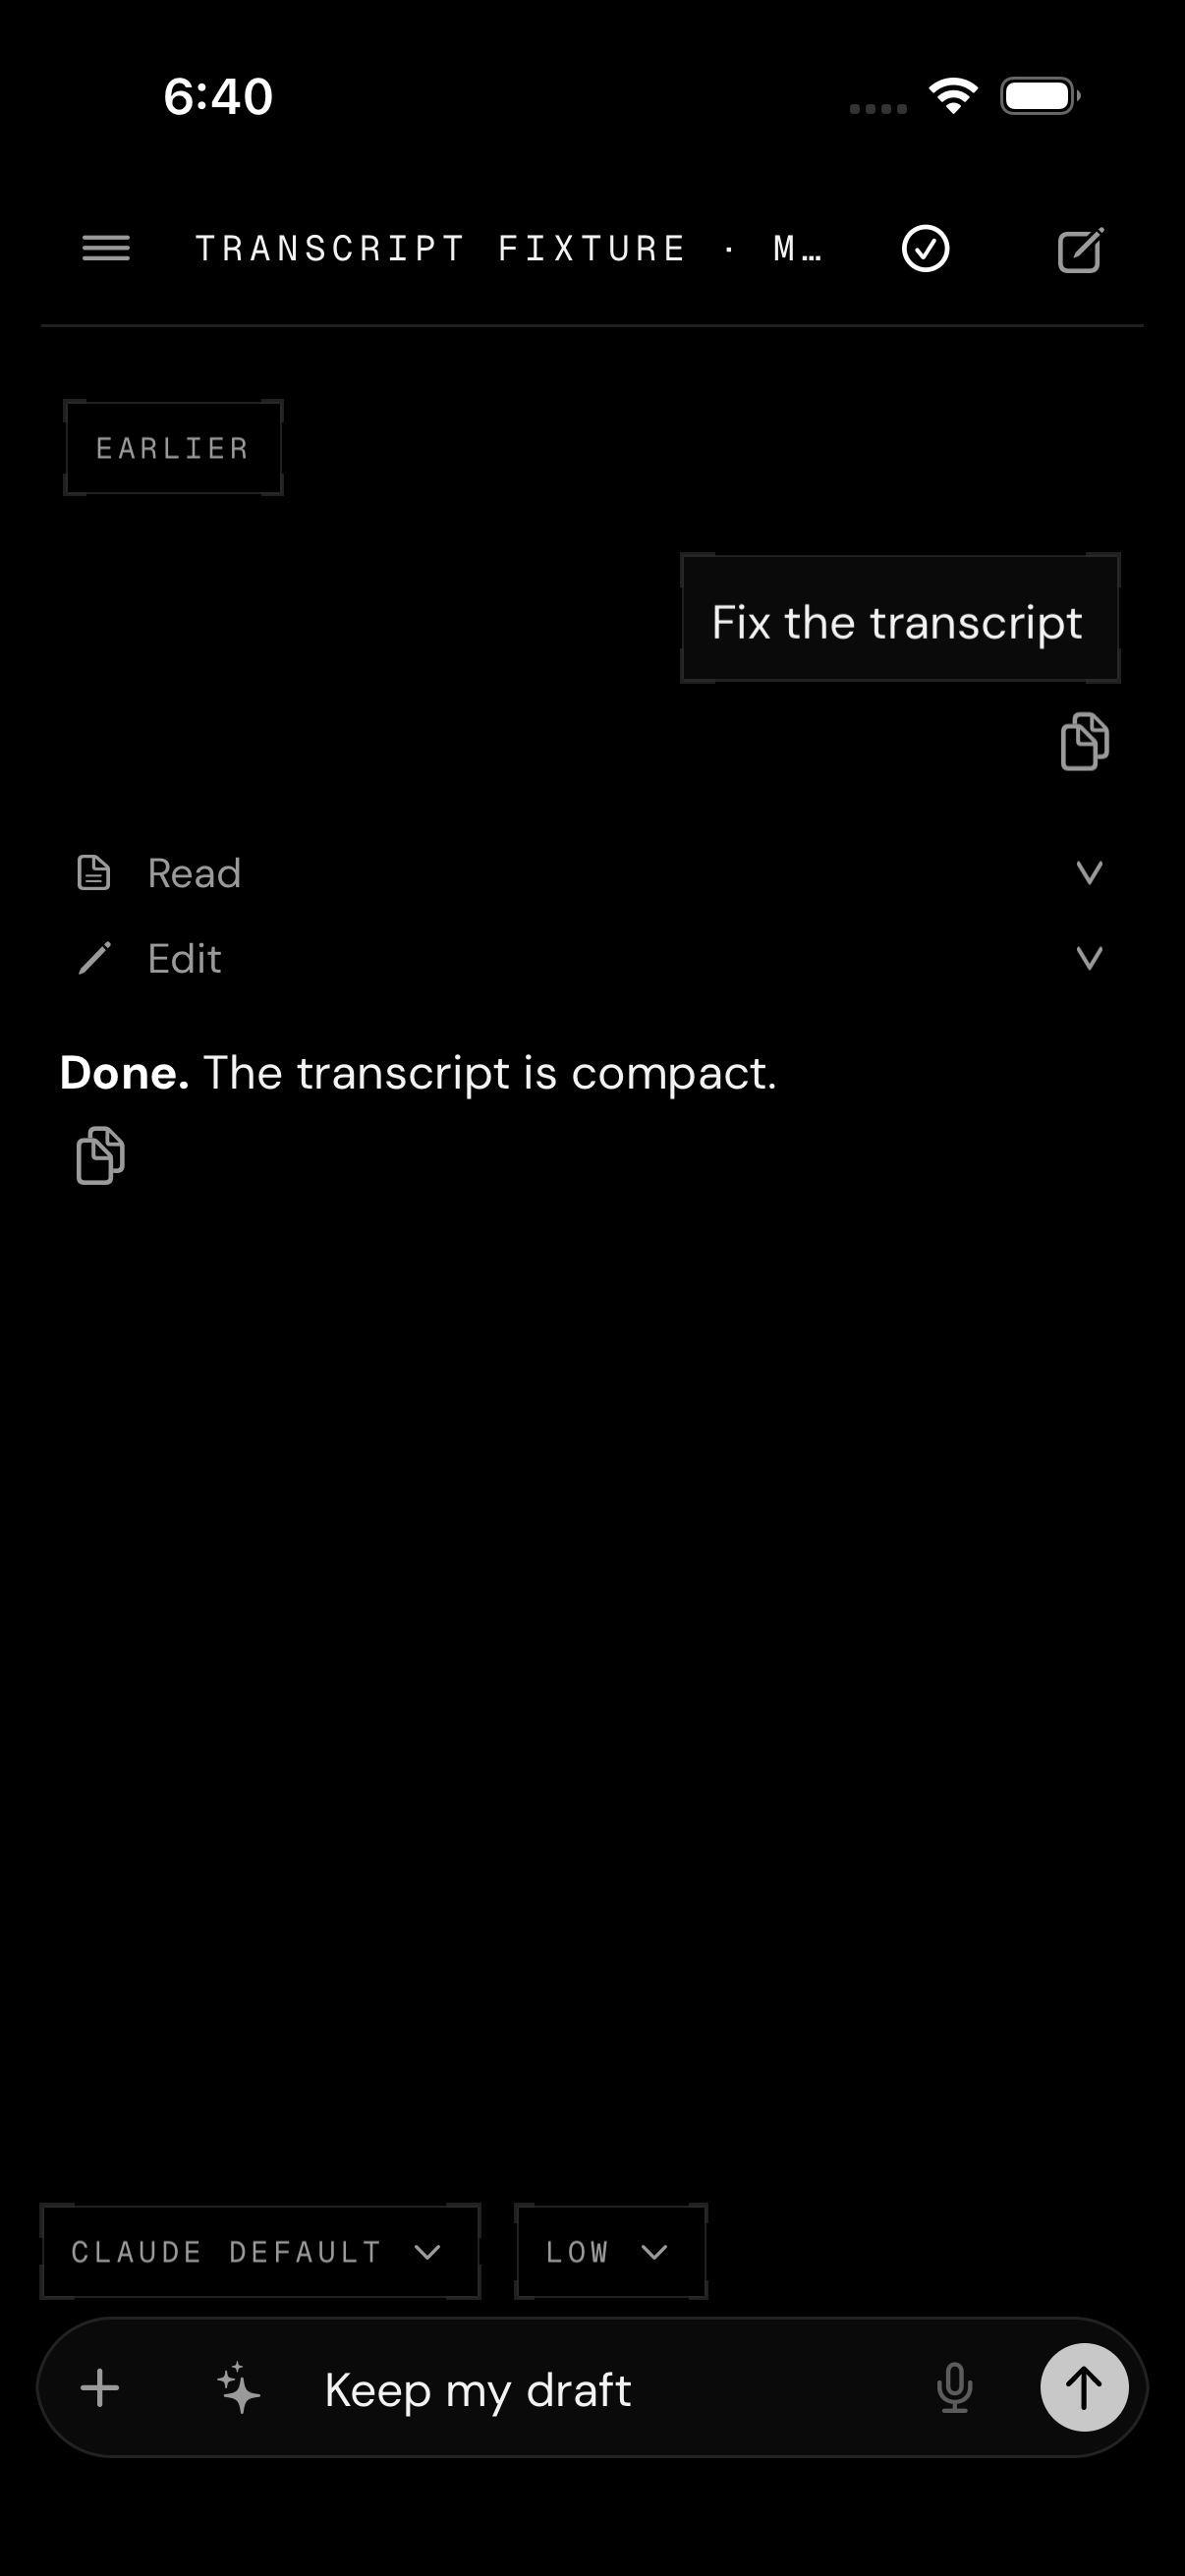 6:40
TRANSCRIPT FIXTURE · M…
EARLIER
Fix the transcript
Read
Edit
Done. The transcript is compact.
CLAUDE DEFAULT
LOW
Keep my draft